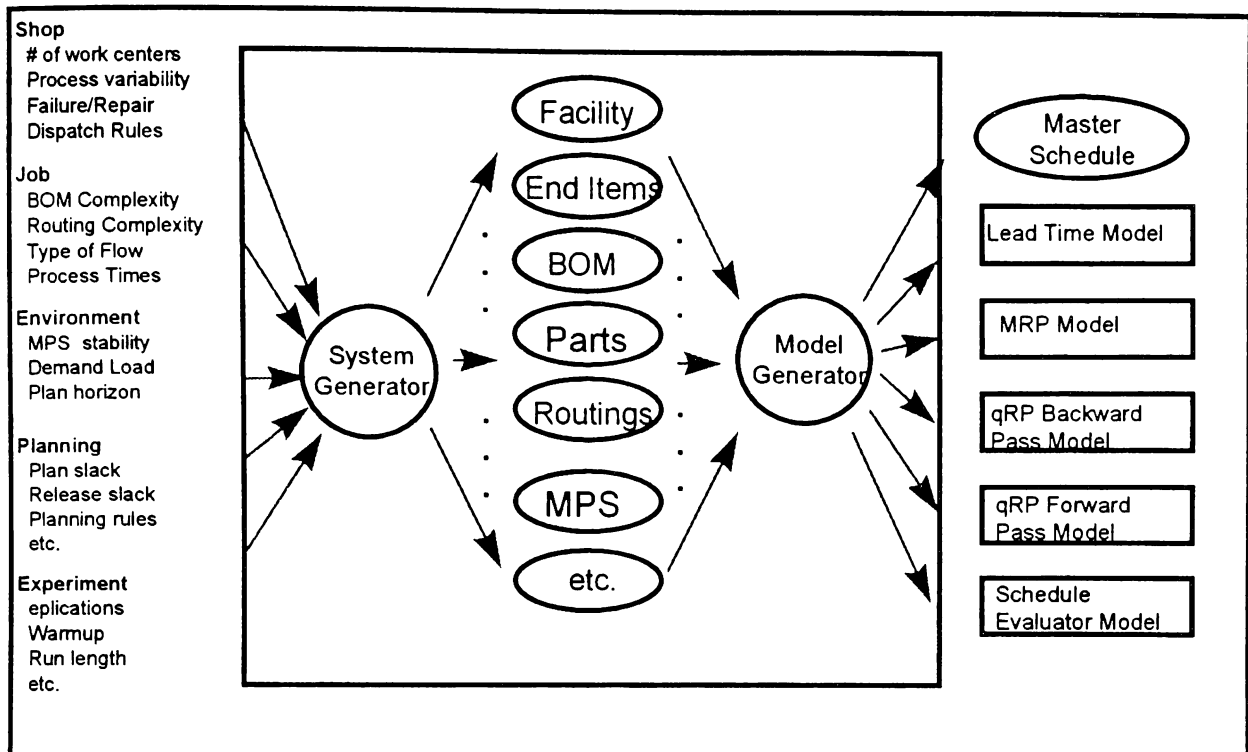 Shop
# of work centers
Process variability
Failure/Repair
Dispatch Rules
Job
BOM Complexity
Routing Complexity
Type of Flow
Process Times
Environment
MPS stability
Demand Load
Plan horizon
Planning
Plan slack
Release slack
Planning rules
etc.
Experiment
eplications
Warmup
Run length
etc.
System
Generator
Facility
End Items
BOM
Parts
Routings
MPS
etc.
Model
Generator
Master
Schedule
Lead Time Model
MRP Model
qRP Backward
Pass Model
qRP Forward
Pass Model
Schedule
Evaluator Model